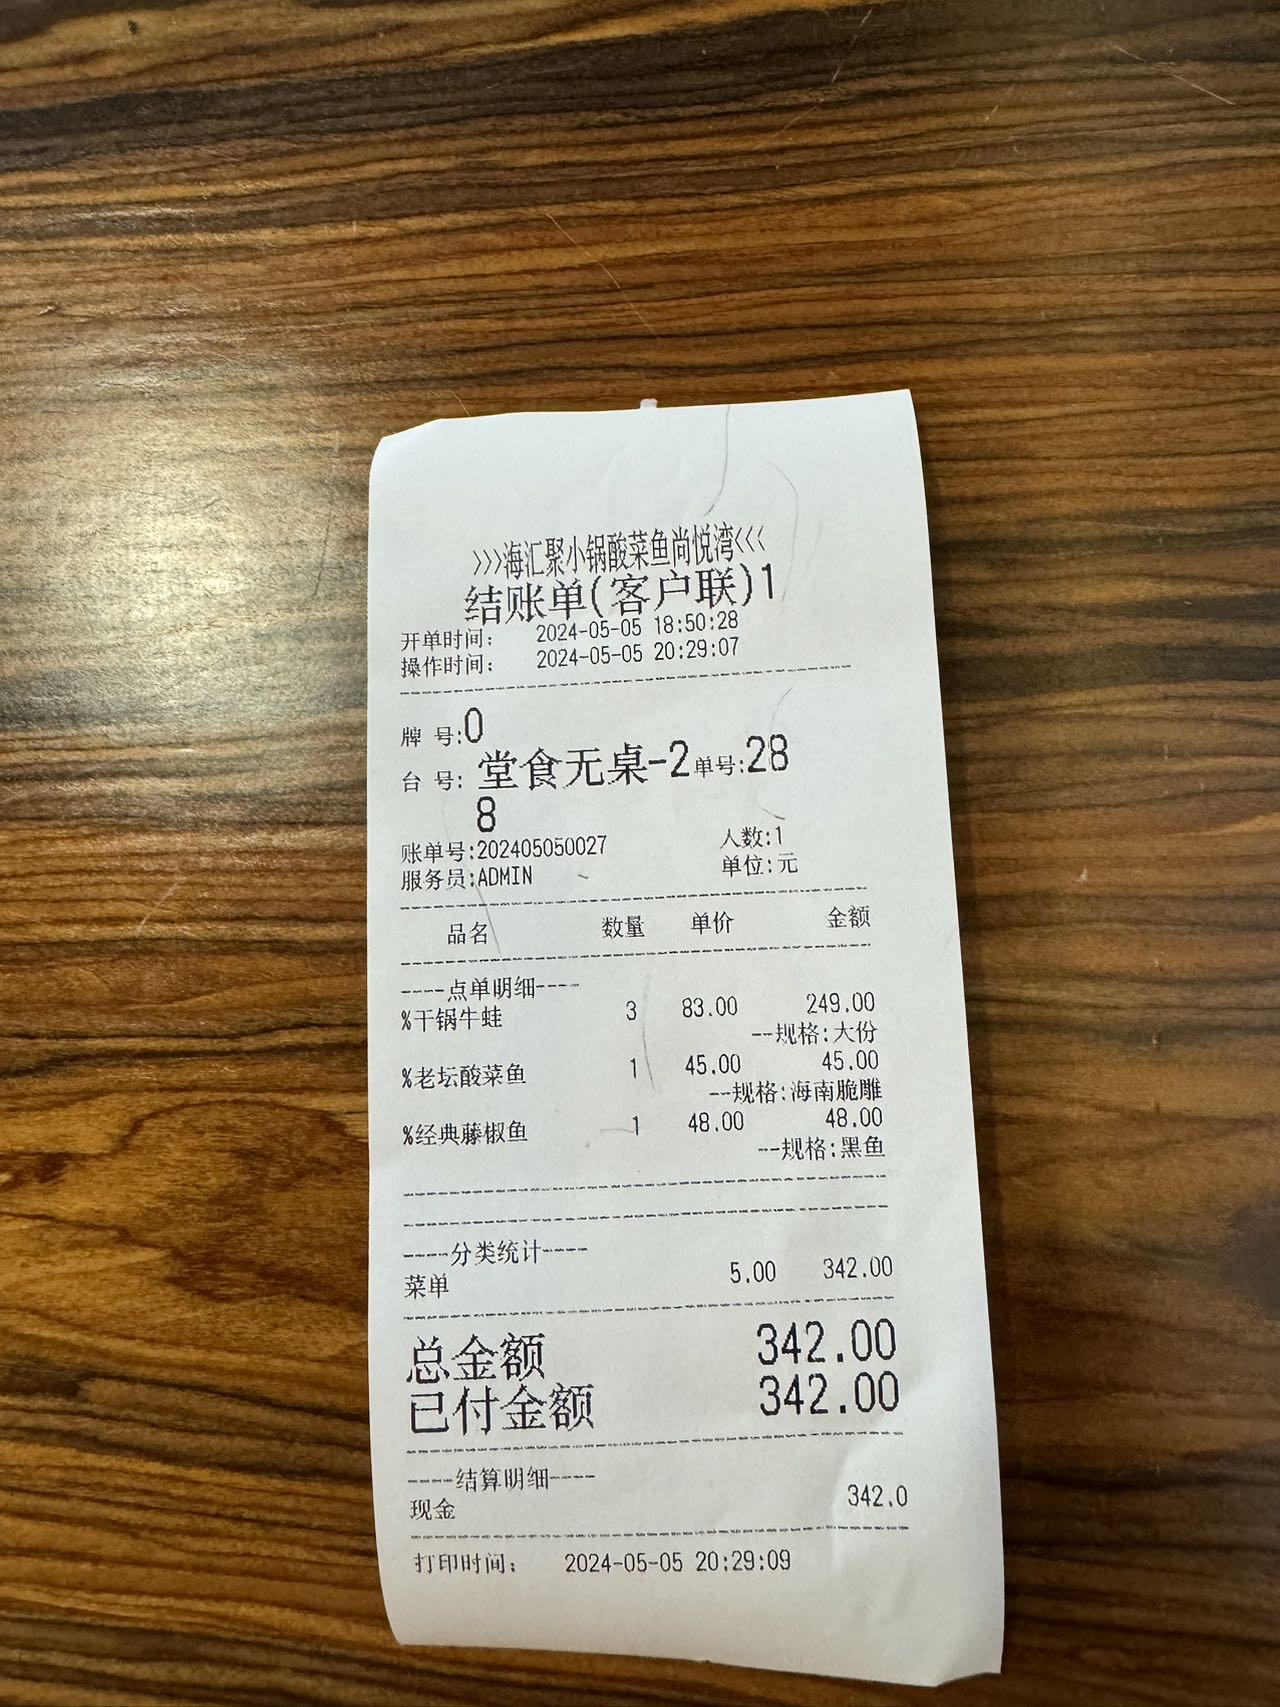 >>>海汇聚小锅酸菜鱼尚悦湾<<<
结账单(客户联)1
开单时间: 2024-05-05 18:50:28
操作时间: 2024-05-05 20:29:07
牌 号:0
台 号: 堂食无桌-2单号:28
8
账单号:202405050027 人数:1
服务员:ADMIN 单位:元
品名 数量 单价 金额
----点单明细----
%干锅牛蛙 3 83.00 249.00
--规格:大份
%老坛酸菜鱼 1 45.00 45.00
--规格:海南脆雕
%经典藤椒鱼 1 48.00 48.00
--规格:黑鱼
----分类统计----
菜单 5.00 342.00
总金额 342.00
已付金额 342.00
----结算明细----
现金 342.0
打印时间: 2024-05-05 20:29:09